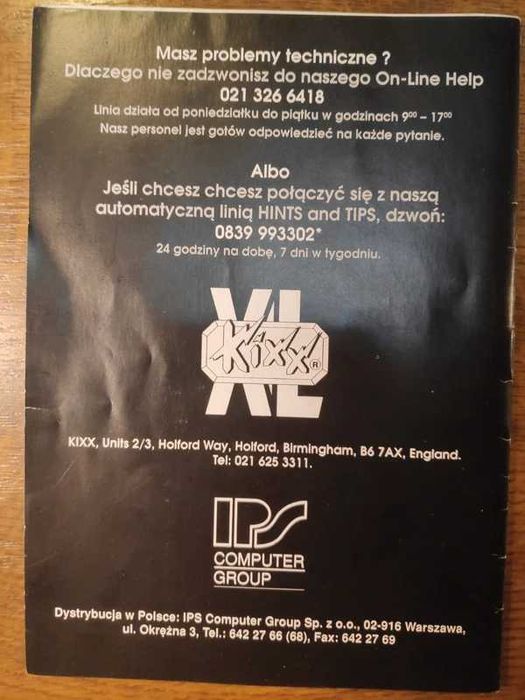 Masz problemy techniczne ?
Dlaczego nie zadzwonisz do naszego On-Line Help
021 326 6418
Linia działa od poniedziałku do piątku w godzinach 9⁰⁰ – 17⁰⁰
Nasz personel jest gotów odpowiedzieć na każde pytanie.
Albo
Jeśli chcesz chcesz połączyć się z naszą
automatyczną linią HINTS and TIPS, dzwoń:
0839 993302*
24 godziny na dobę, 7 dni w tygodniu.
XL
Kixx®
KIXX, Units 2/3, Holford Way, Holford, Birmingham, B6 7AX, England.
Tel: 021 625 3311.
IPS
COMPUTER
GROUP
Dystrybucja w Polsce: IPS Computer Group Sp. z o.o., 02-916 Warszawa,
ul. Okrężna 3, Tel.: 642 27 66 (68), Fax: 642 27 69